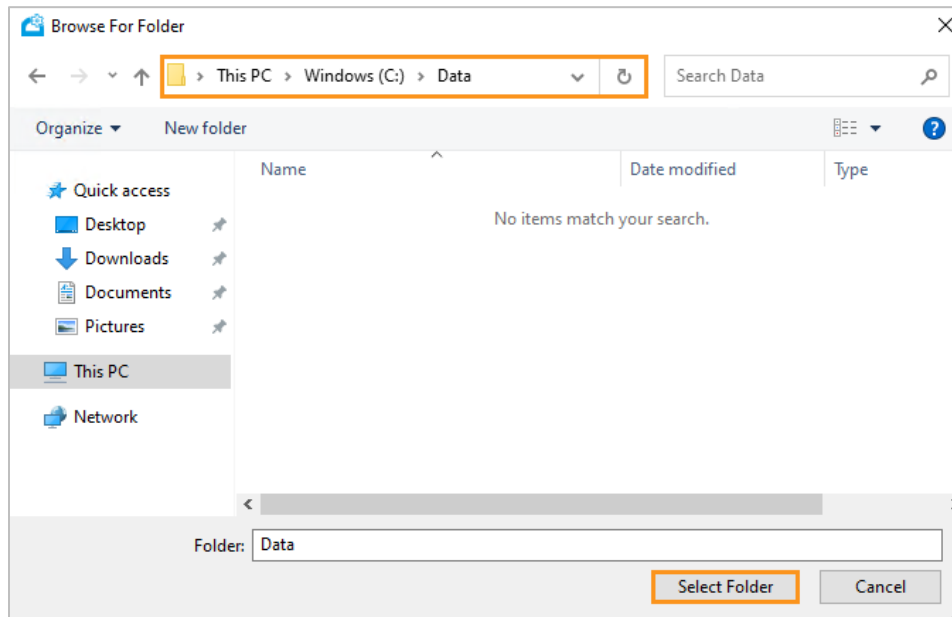 Browse For Folder
This PC > Windows (C:) > Data
Search Data
Organize
New folder
?
Name
Date modified
Type
Quick access
No items match your search.
Desktop
Downloads
Documents
Pictures
This PC
Network
Folder: Data
Select Folder
Cancel